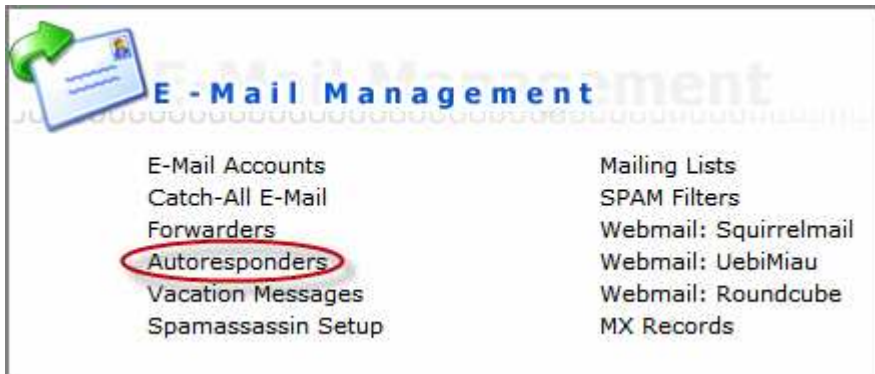 E-Mail Management
E-Mail Accounts
Catch-All E-Mail
Forwarders
Autoresponders
Vacation Messages
Spamassassin Setup
Mailing Lists
SPAM Filters
Webmail: Squirrelmail
Webmail: UebiMiau
Webmail: Roundcube
MX Records